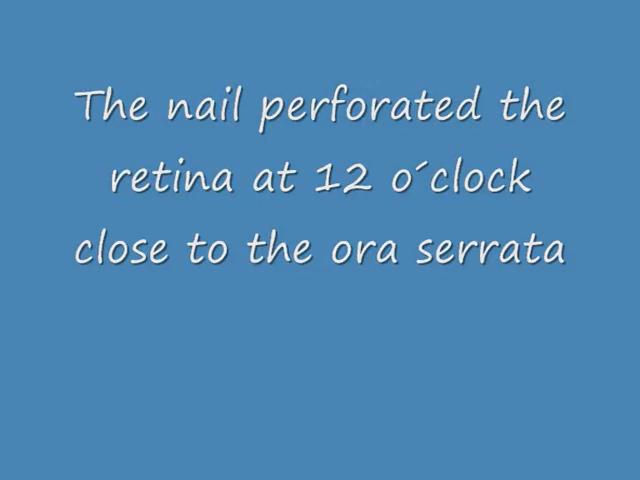 The nail perforated the
retina at 12 o´clock
close to the ora serrata